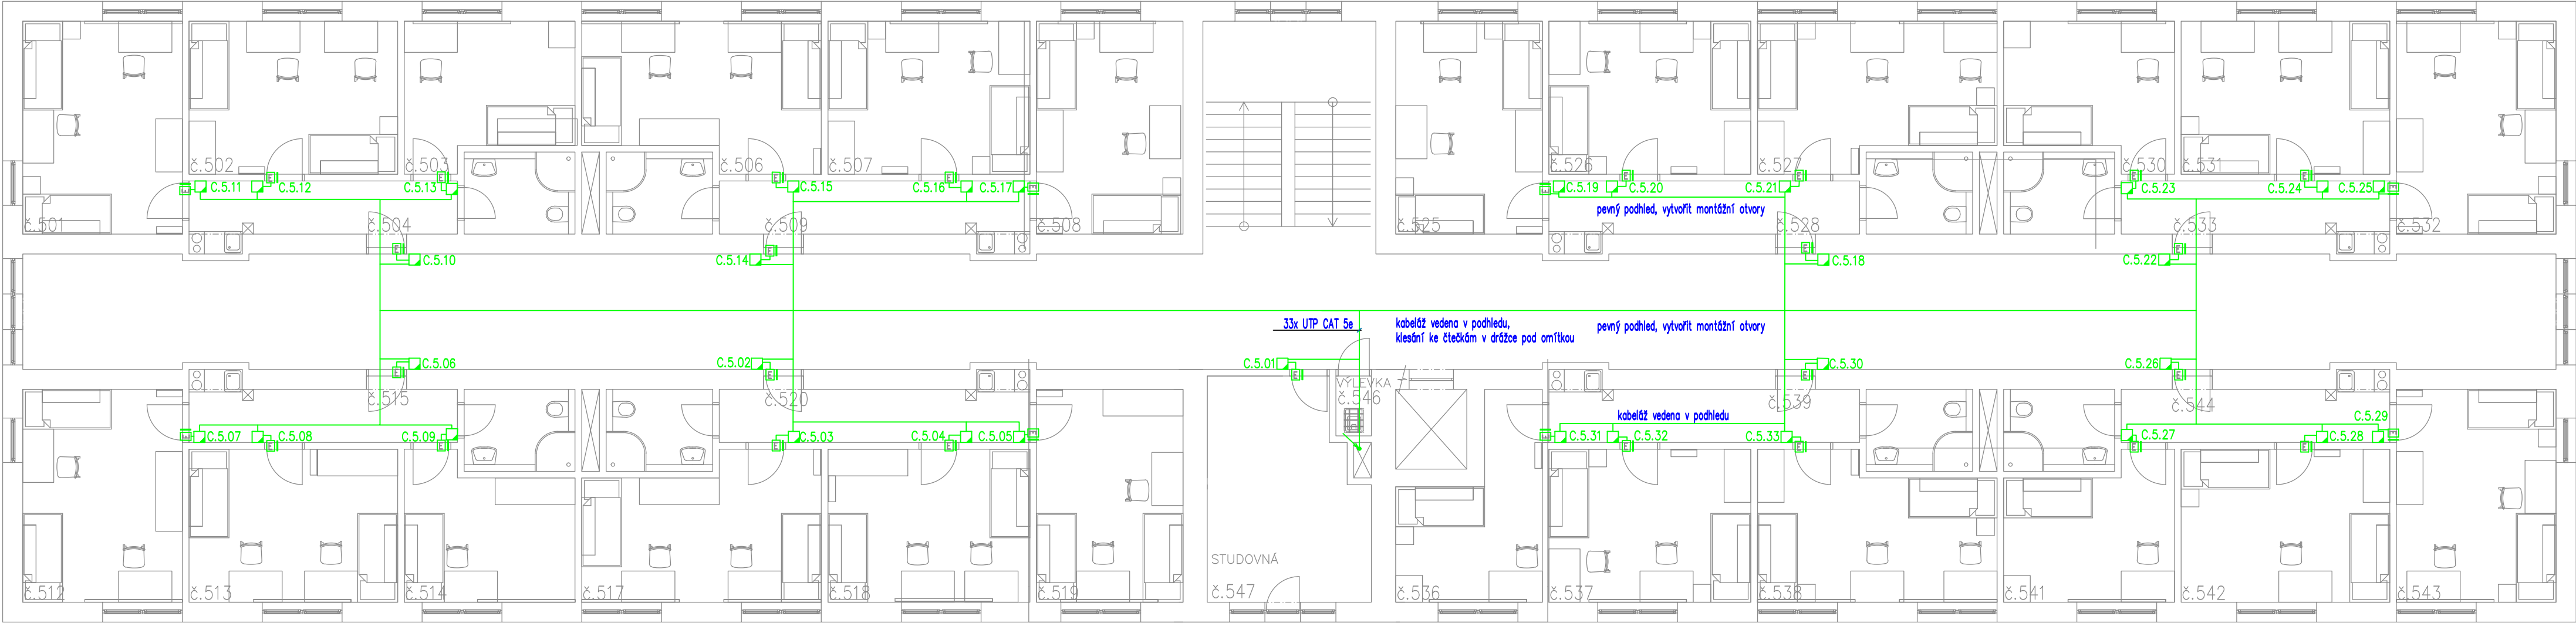 č.502
č.503
č.506
č.507
č.526
č.527
č.530
č.531
C.5.11
C.5.12
C.5.13
C.5.15
C.5.16
C.5.17
C.5.19
C.5.20
C.5.21
C.5.23
C.5.24
C.5.25
pevný podhled, vytvořit montážní otvory
č.501
č.504
č.509
č.508
č.525
č.528
č.533
č.532
C.5.10
C.5.14
C.5.18
C.5.22
33x UTP CAT 5e
kabeláž vedena v podhledu,
klesání ke čtečkám v drážce pod omítkou
pevný podhled, vytvořit montážní otvory
C.5.06
C.5.02
C.5.01
C.5.30
C.5.26
VÝLEVKA
č.546
č.515
č.520
č.539
č.544
kabeláž vedena v podhledu
C.5.29
C.5.07
C.5.08
C.5.09
C.5.03
C.5.04
C.5.05
C.5.31
C.5.32
C.5.33
C.5.27
C.5.28
STUDOVNÁ
č.547
č.512
č.513
č.514
č.517
č.518
č.519
č.536
č.537
č.538
č.541
č.542
č.543